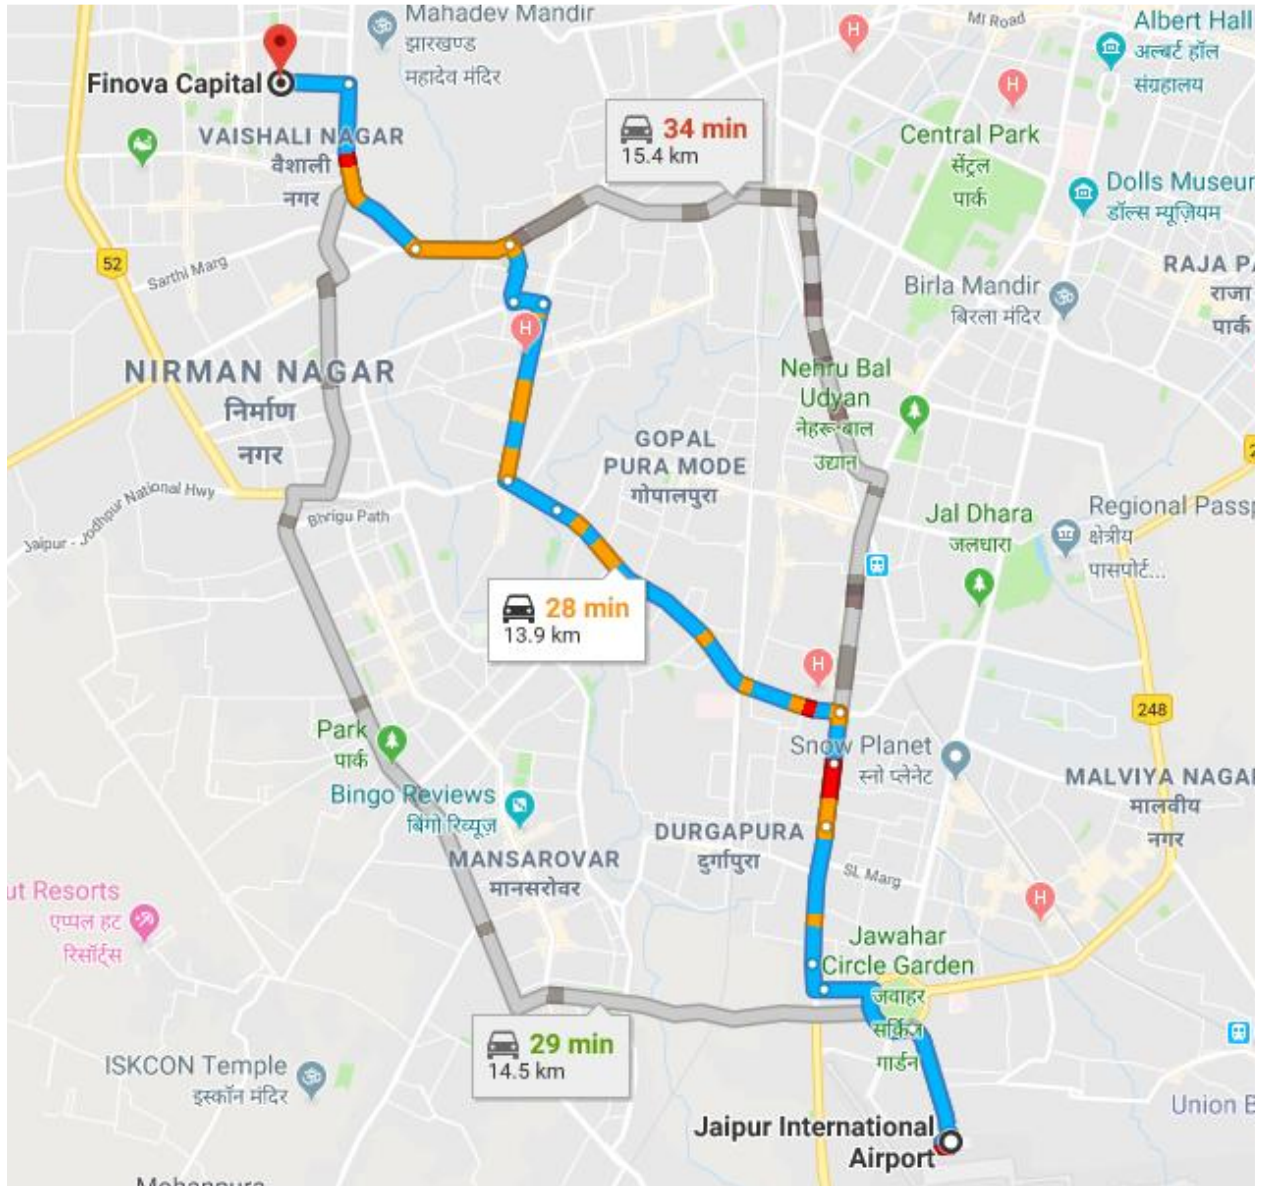 Mahadev Mandir
झारखण्ड
महादेव मंदिर
MI Road
Albert Hall
अल्बर्ट हॉल
संग्रहालय
H
H
Finova Capital
VAISHALI NAGAR
वैशाली
नगर
34 min
15.4 km
Central Park
सेंट्रल
पार्क
Dolls Museum
डॉल्स म्यूज़ियम
52
Sarthi Marg
Birla Mandir
बिरला मंदिर
RAJA PA
राजा
पार्क
H
NIRMAN NAGAR
निर्माण
नगर
Nehru Bal
Udyan
नेहरू बाल
उद्यान
GOPAL
PURA MODE
गोपालपुरा
2
Jaipur - Jodhpur National Hwy
Bhrigu Path
Jal Dhara
जलधारा
Regional Passp
क्षेत्रीय
पासपोर्ट...
28 min
13.9 km
H
248
Park
पार्क
Snow Planet
स्नो प्लेनेट
MALVIYA NAGAR
मालवीय
नगर
Bingo Reviews
बिंगो रिव्यूज़
DURGAPURA
दुर्गापुरा
MANSAROVAR
मानसरोवर
SL Marg
H
ut Resorts
एप्पल हट
रिसॉर्ट्स
Jawahar
Circle Garden
जवाहर
सर्किल
गार्डन
29 min
14.5 km
ISKCON Temple
इस्कॉन मंदिर
Union B
Jaipur International
Airport